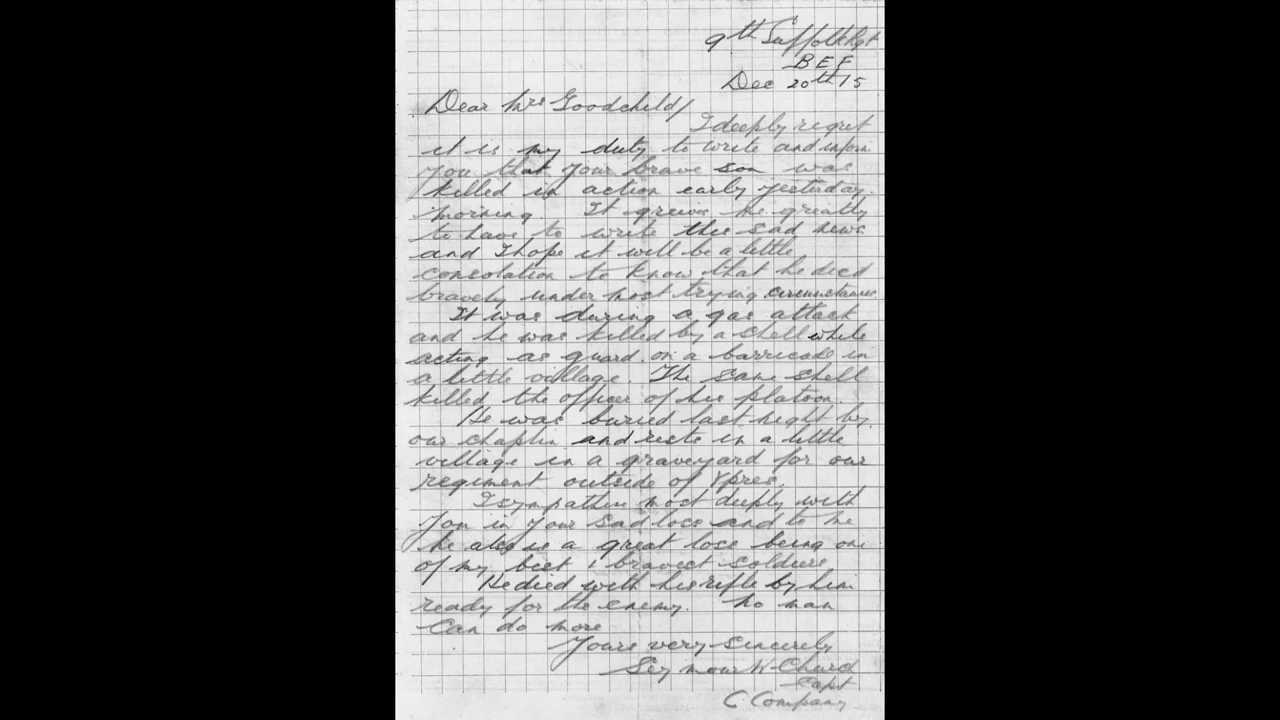 9th Suffolk Rgt
BEF
Dec 20th 15
Dear Mrs Goodchild/
I deeply regret
it is my duty to write and inform
you that your brave son was
killed in action early yesterday
morning. It greives me greatly
to have to write this sad news
and I hope it will be a little
consolation to know that he died
bravely under most trying circumstances
It was during a gas attack
and he was killed by a shell while
acting as guard on a barricade in
a little village. The same shell
killed the officer of his platoon.
He was buried last night by
our chaplin and rests in a little
village in a graveyard for our
regiment outside of Ypres.
I sympathise most deeply with
you in your sad loss and to me
he also is a great loss being one
of my best & bravest soldiers.
He died with his rifle by him
ready for the enemy. No man
can do more
Yours very sincerely
Seymour W Church
Capt
C Company